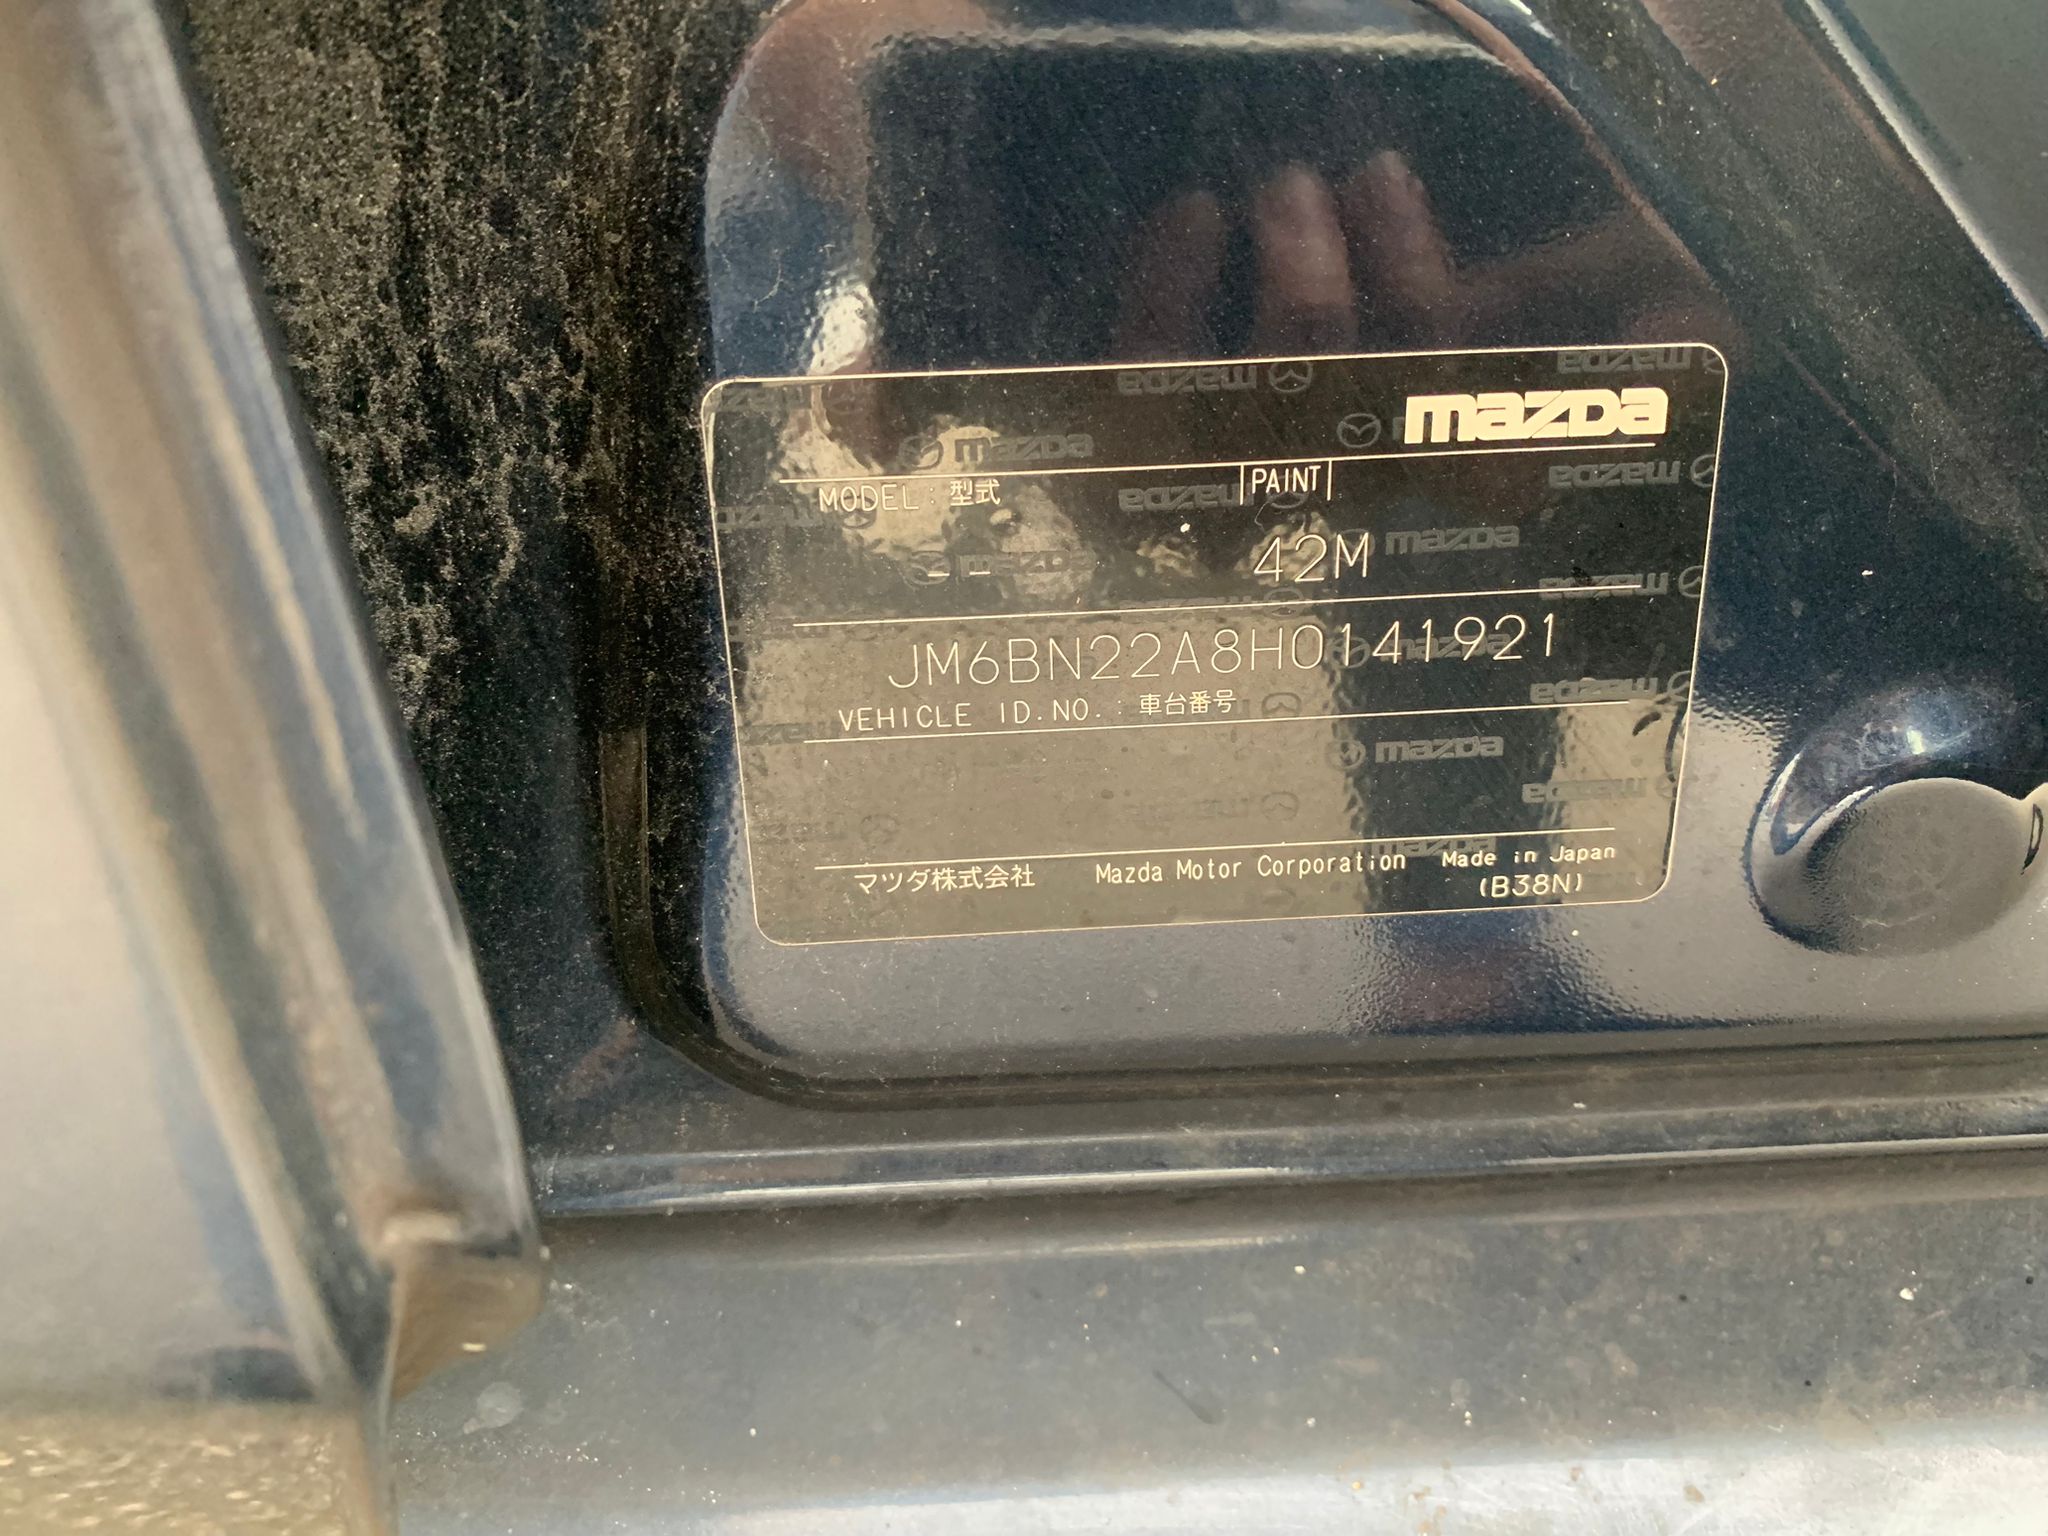 mazda
MODEL : 型式 PAINT
- - 42M
JM6BN22A8H0141921
VEHICLE ID.NO. : 車台番号
マツダ株式会社 Mazda Motor Corporation Made in Japan
(B38N)